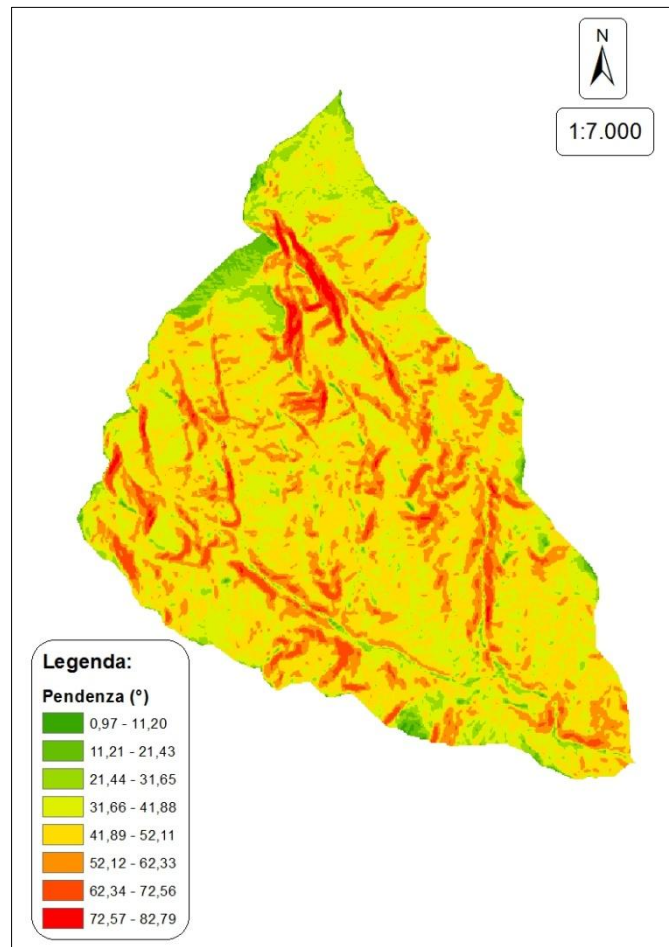 N
1:7.000
Legenda:
Pendenza (°)
0,97 - 11,20
11,21 - 21,43
21,44 - 31,65
31,66 - 41,88
41,89 - 52,11
52,12 - 62,33
62,34 - 72,56
72,57 - 82,79